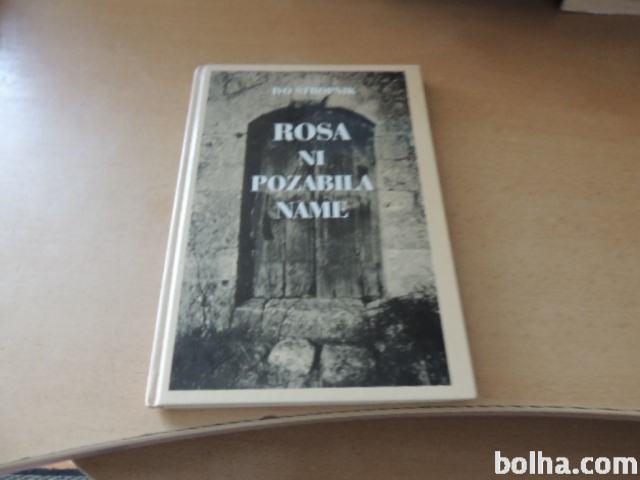 IVO STROPNIK
ROSA
NI
POZABILA
NAME
bolha.com